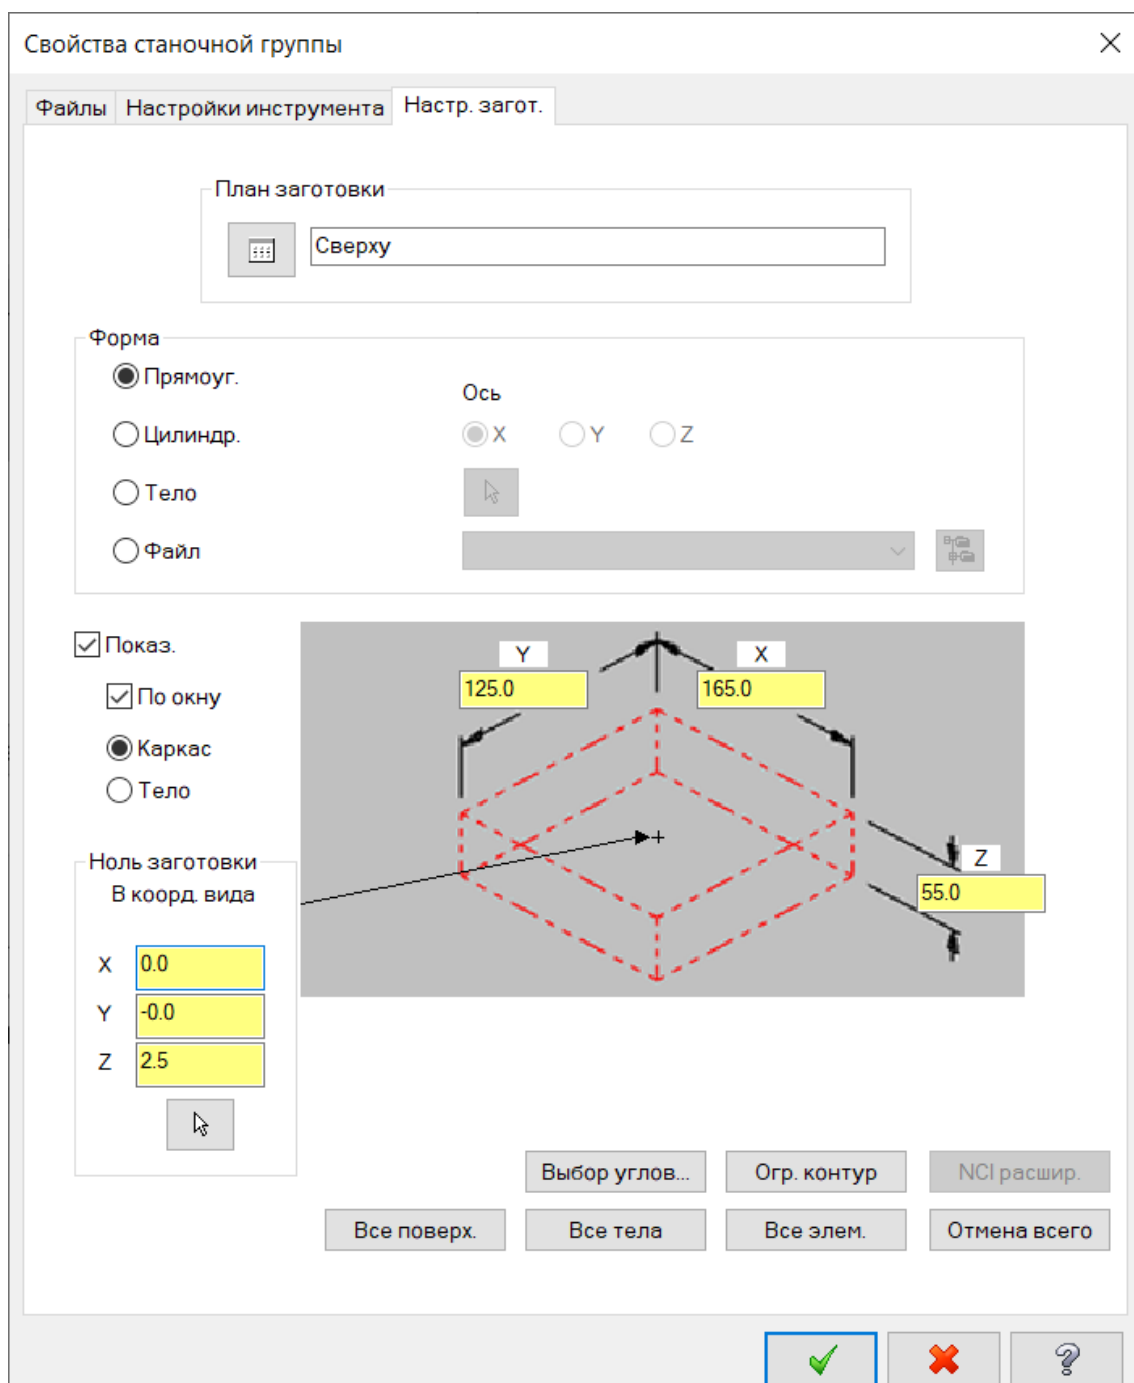 Свойства станочной группы
Файлы
Настройки инструмента
Настр. загот.
План заготовки
Сверху
Форма
Прямоуг.
Ось
Цилиндр.
X
Y
Z
Тело
Файл
Показ.
По окну
Каркас
Тело
Y
125.0
X
165.0
Z
55.0
Ноль заготовки
В коорд. вида
X
0.0
Y
-0.0
Z
2.5
Выбор углов...
Огр. контур
NCI расшир.
Все поверх.
Все тела
Все элем.
Отмена всего